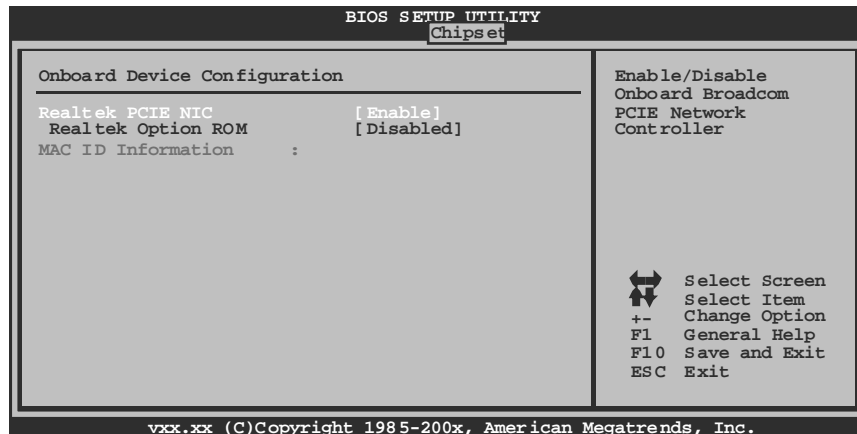 BIOS SETUP UTILITY
Chipset
Onboard Device Configuration
Realtek PCIE NIC [Enable]
Realtek Option ROM [Disabled]
MAC ID Information :
Enable/Disable
Onboard Broadcom
PCIE Network
Controller
Select Screen
Select Item
+- Change Option
F1 General Help
F10 Save and Exit
ESC Exit
vxx.xx (C)Copyright 1985-200x, American Megatrends, Inc.